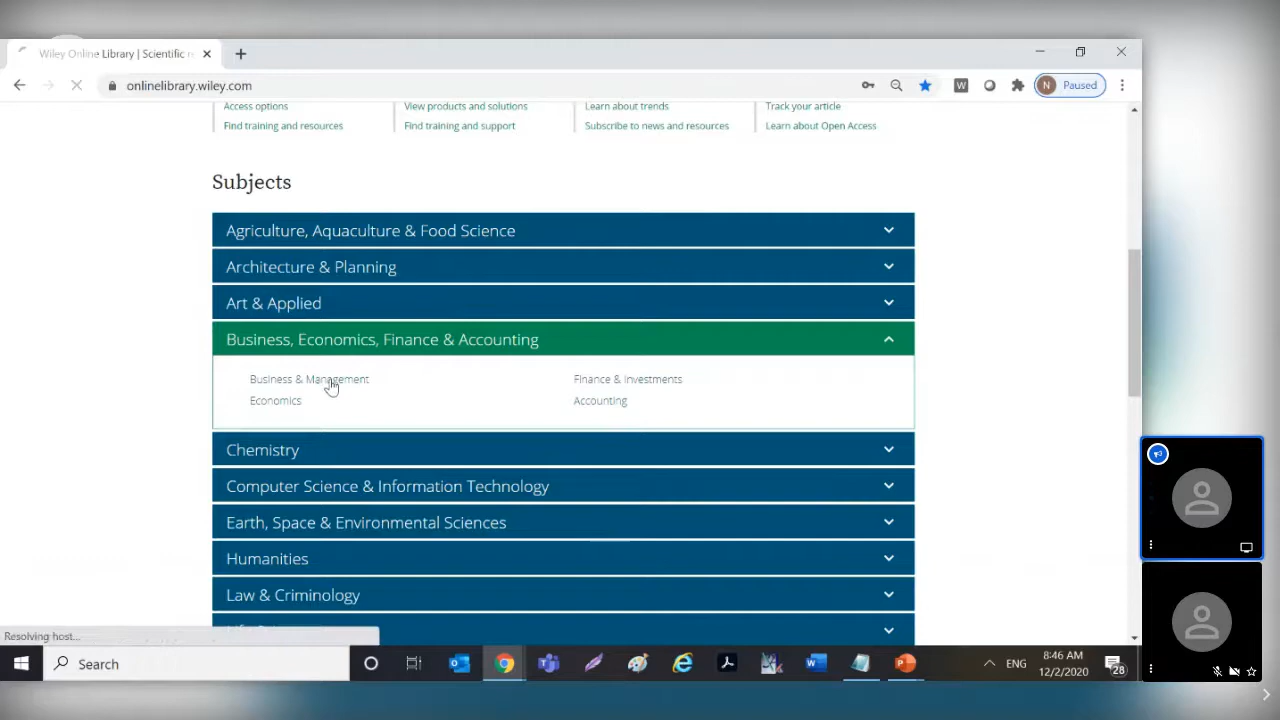 Wiley Online Library | Scientific r
onlinelibrary.wiley.com
N Paused
Access options View products and solutions Learn about trends Track your article
Find training and resources Find training and support Subscribe to news and resources Learn about Open Access
Subjects
Agriculture, Aquaculture & Food Science
Architecture & Planning
Art & Applied
Business, Economics, Finance & Accounting
Business & Management Finance & Investments
Economics Accounting
Chemistry
Computer Science & Information Technology
Earth, Space & Environmental Sciences
Humanities
Law & Criminology
Resolving host...
Search
ENG
8:46 AM
12/2/2020
28